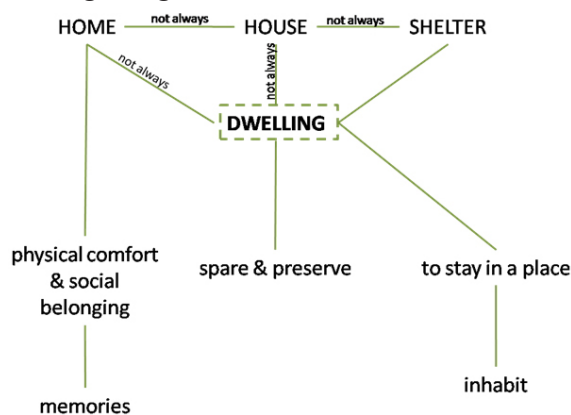 HOME
not always
HOUSE
not always
SHELTER
not always
not always
DWELLING
physical comfort
& social
belonging
spare & preserve
to stay in a place
memories
inhabit